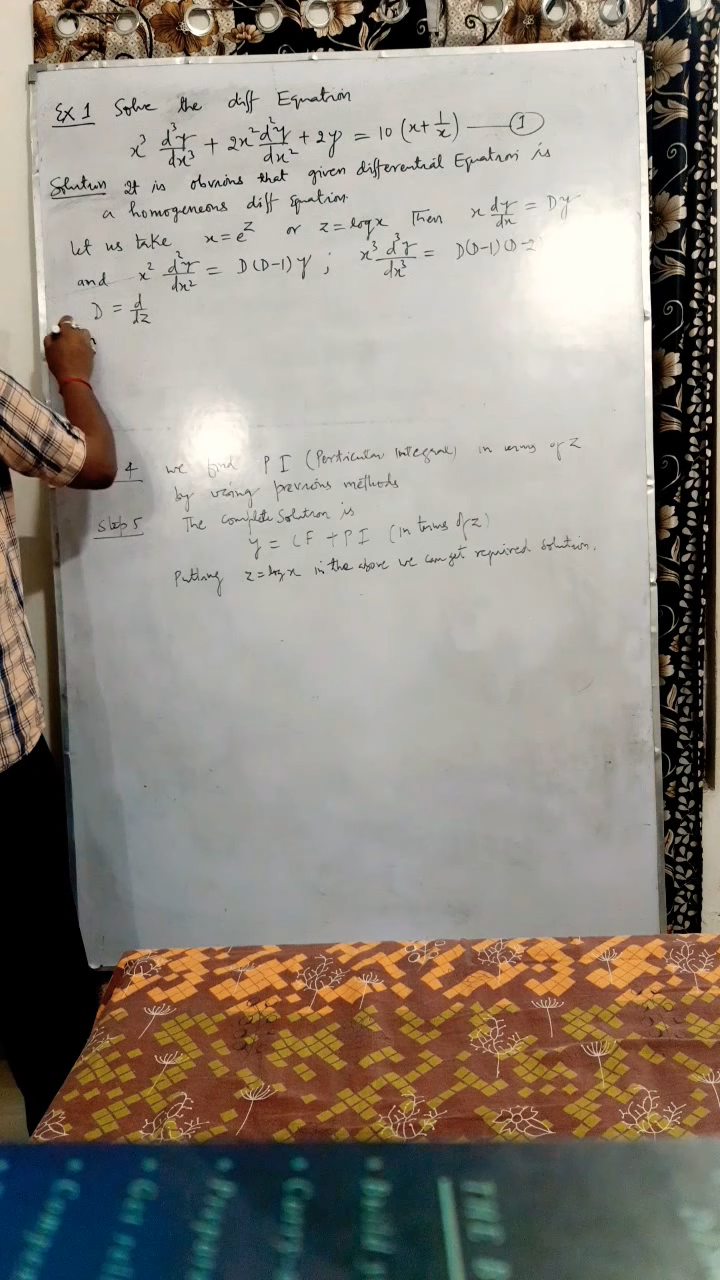 Ex 1 Solve the diff Equation
x³ d³y/dx³ + 2x² d²y/dx² + 2y = 10 (x + 1/x) —— ①
Solution It is obvious that given differential Equation is
a homogeneous diff Equation.
let us take x = e^z or z = log x Then x dy/dx = Dy
and x² d²y/dx² = D(D-1)y ; x³ d³y/dx³ = D(D-1)(D-2
D = d/dz
4 we find PI (Perticular Integral) in terms of z
by using previous methods
Step 5 The complete Solution is
y = CF + PI (in terms of z)
Putting z = log x in the above we can get required solution.
THE